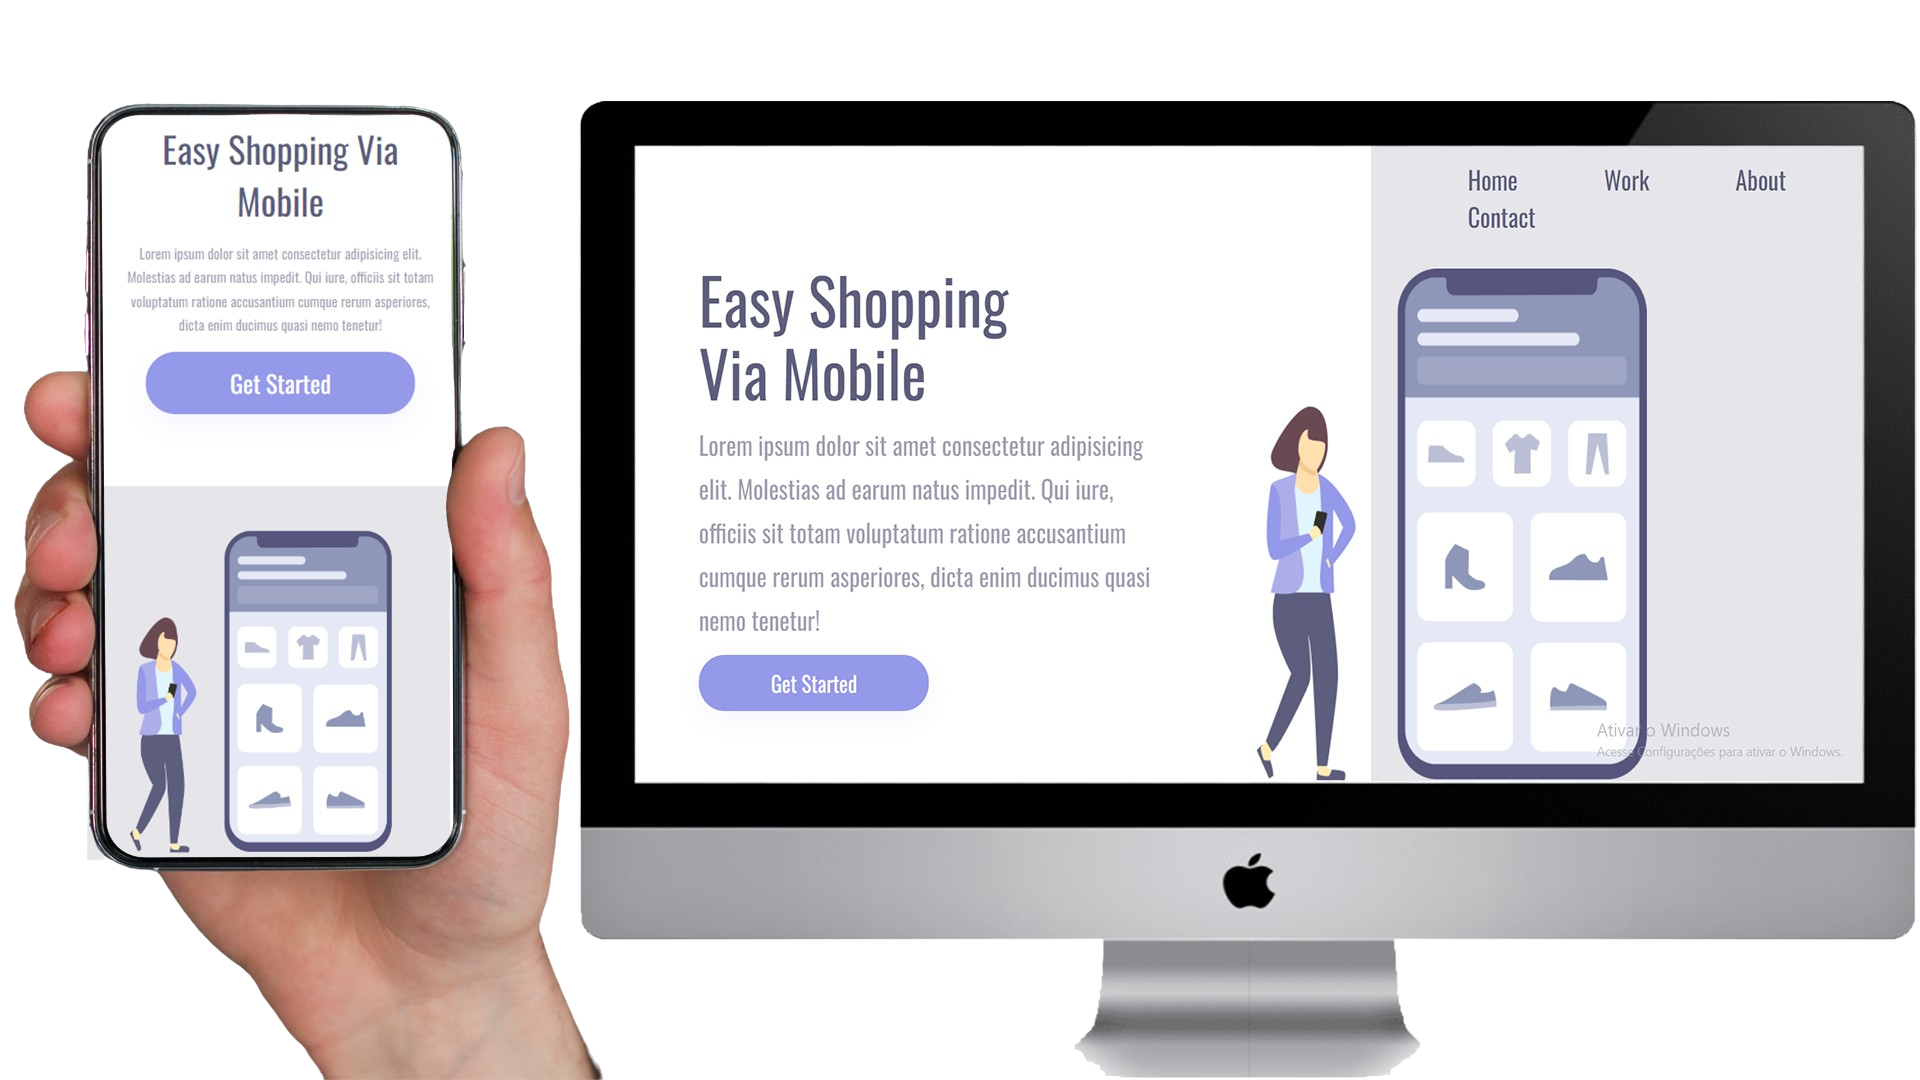 Easy Shopping Via
Mobile
Lorem ipsum dolor sit amet consectetur adipisicing elit.
Molestias ad earum natus impedit. Qui iure, officiis sit totam
voluptatum ratione accusantium cumque rerum asperiores,
dicta enim ducimus quasi nemo tenetur!
Get Started
Home Work About
Contact
Easy Shopping
Via Mobile
Lorem ipsum dolor sit amet consectetur adipisicing
elit. Molestias ad earum natus impedit. Qui iure,
officiis sit totam voluptatum ratione accusantium
cumque rerum asperiores, dicta enim ducimus quasi
nemo tenetur!
Get Started
Ativar o Windows
Acesse Configurações para ativar o Windows.